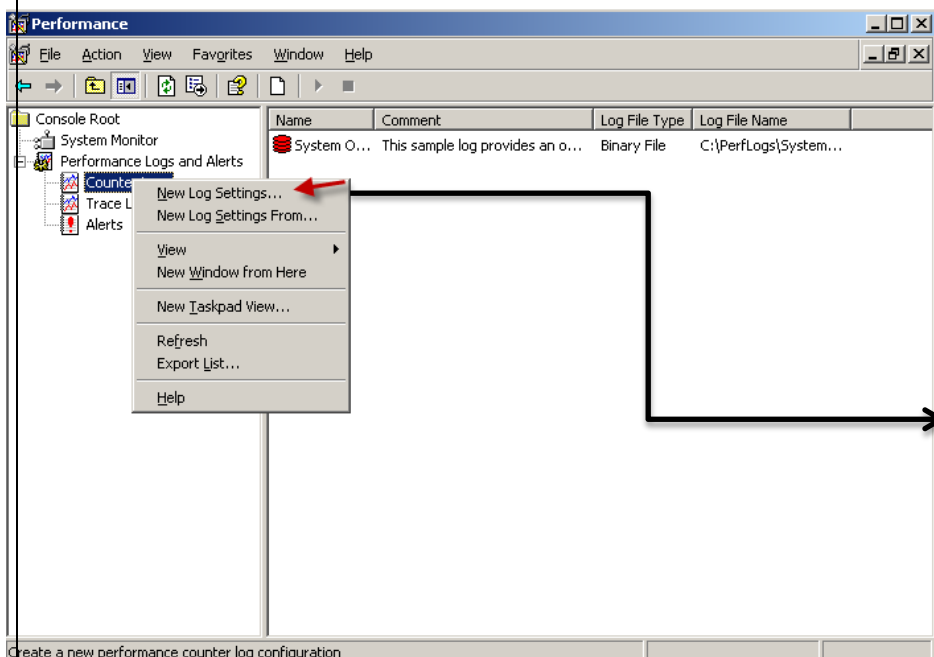 Performance
File Action View Favorites Window Help
Console Root
System Monitor
Performance Logs and Alerts
Counte
Trace L
Alerts
Name Comment Log File Type Log File Name
System O... This sample log provides an o... Binary File C:\PerfLogs\System...
New Log Settings...
New Log Settings From...
View
New Window from Here
New Taskpad View...
Refresh
Export List...
Help
Create a new performance counter log configuration